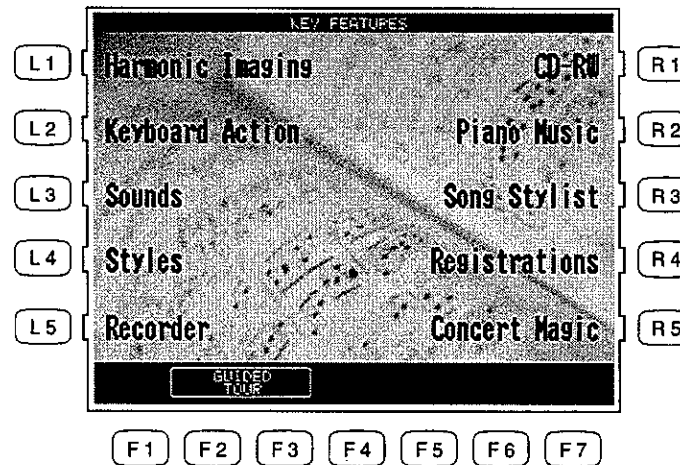 KEY FEATURES
L1 Harmonic Imaging CD-RW R1
L2 Keyboard Action Piano Music R2
L3 Sounds Song Stylist R3
L4 Styles Registrations R4
L5 Recorder Concert Magic R5
GUIDED
TOUR
F1 F2 F3 F4 F5 F6 F7